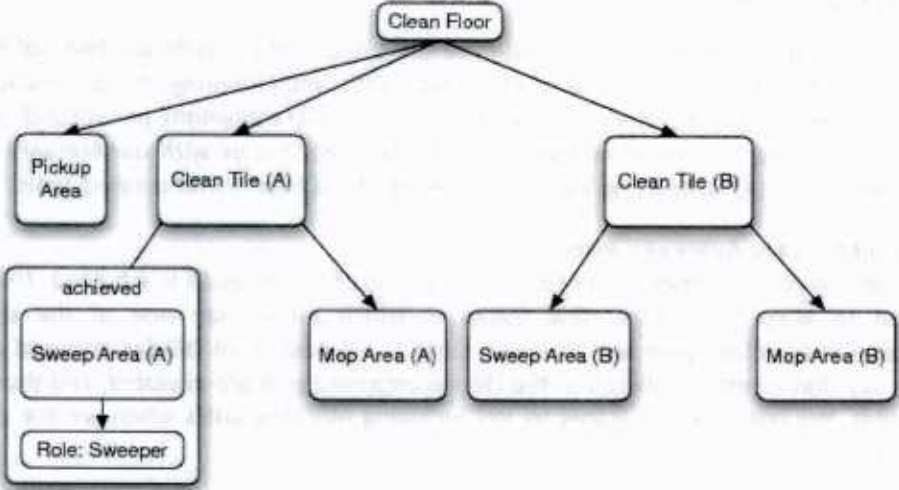 Clean Floor
Pickup
Area
Clean Tile (A)
Clean Tile (B)
achieved
Sweep Area (A)
Mop Area (A)
Sweep Area (B)
Mop Area (B)
Role: Sweeper